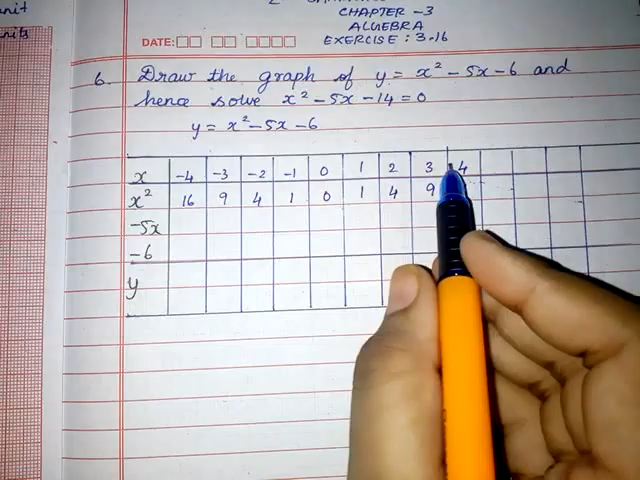 nit
nits
CHAPTER -3
ALGEBRA
DATE: EXERCISE : 3.16
6. Draw the graph of y = x² - 5x - 6 and
hence solve x² - 5x - 14 = 0
y = x² - 5x - 6
x -4 -3 -2 -1 0 1 2 3 4
x² 16 9 4 1 0 1 4 9
-5x
-6
y